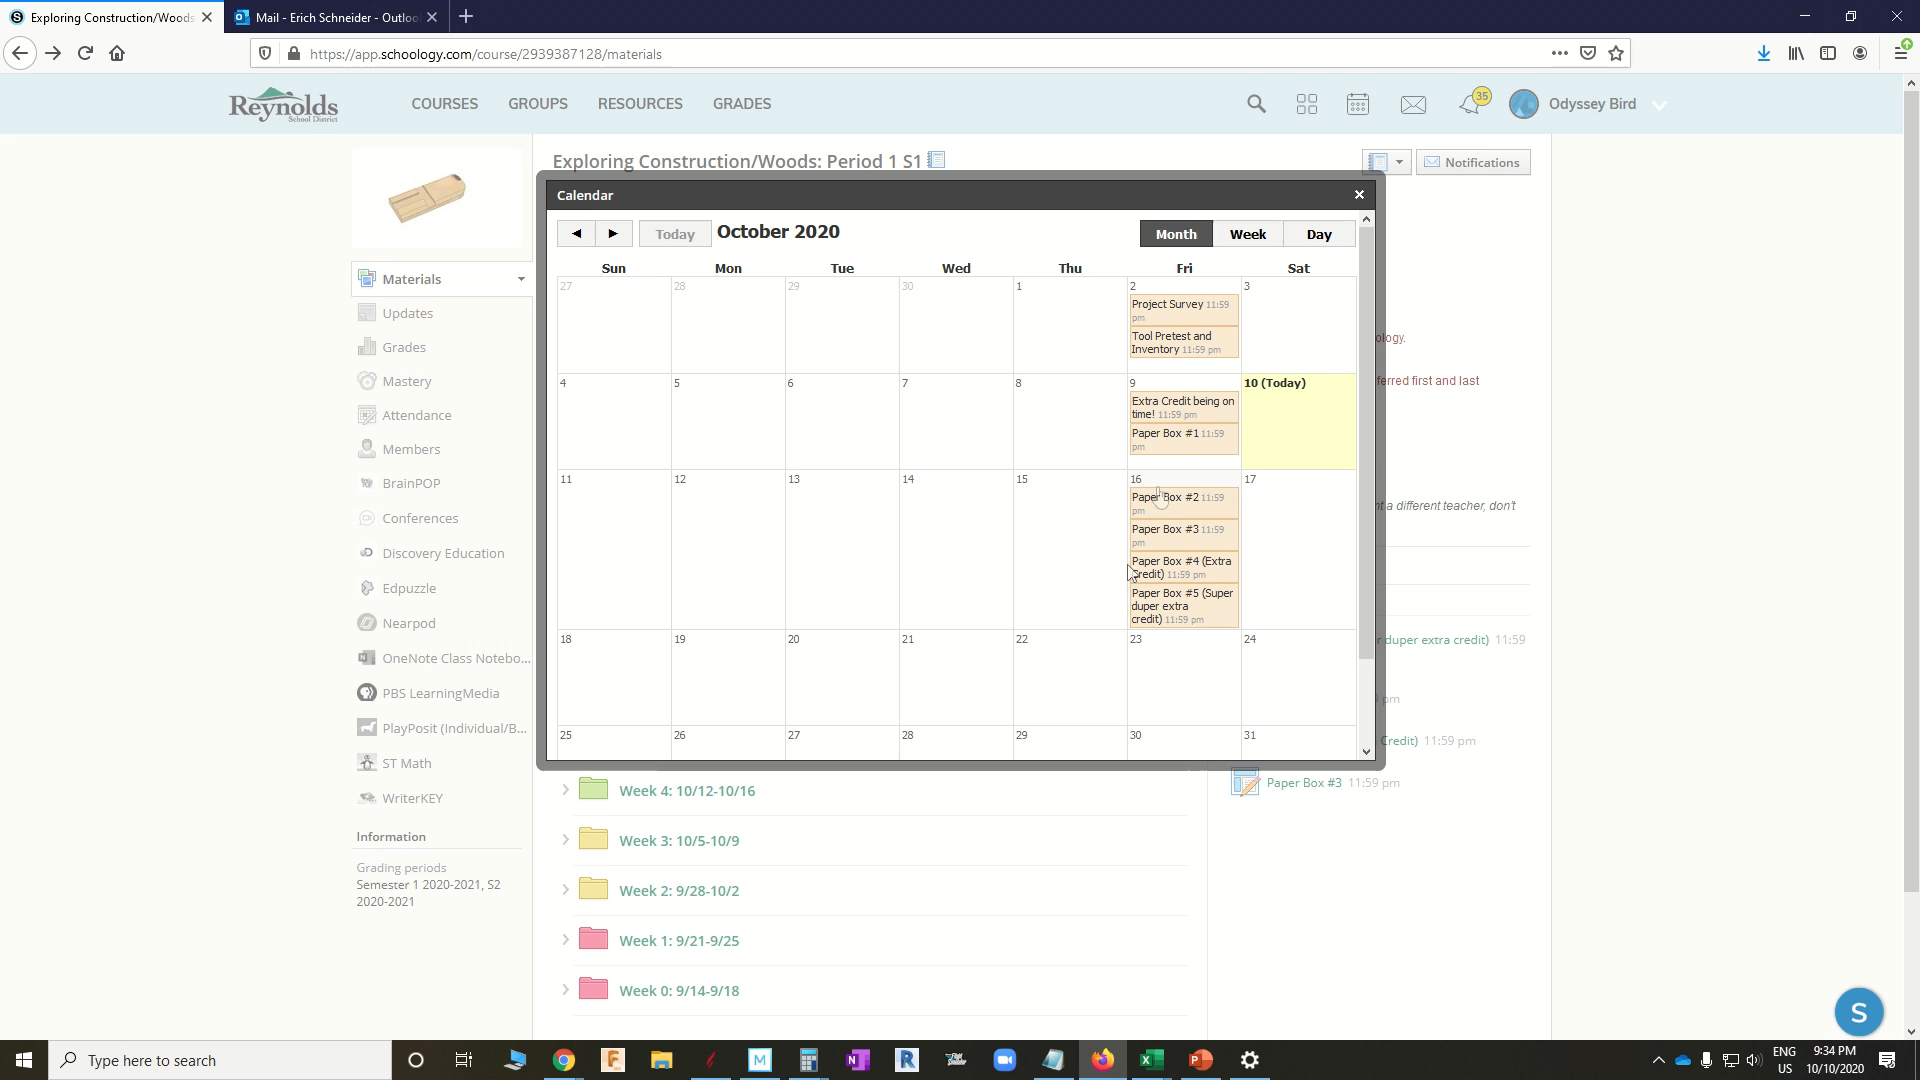 Exploring Construction/Woods
Mail - Erich Schneider - Outloo
https://app.schoology.com/course/2939387128/materials
Reynolds
School District
COURSES
GROUPS
RESOURCES
GRADES
35
Odyssey Bird
Exploring Construction/Woods: Period 1 S1
Notifications
Materials
Updates
Grades
Mastery
Attendance
Members
BrainPOP
Conferences
Discovery Education
Edpuzzle
Nearpod
OneNote Class Notebo...
PBS LearningMedia
PlayPosit (Individual/B...
ST Math
WriterKEY
Information
Grading periods
Semester 1 2020-2021, S2
2020-2021
Calendar
Today
October 2020
Month
Week
Day
Sun Mon Tue Wed Thu Fri Sat
27 28 29 30 1 2 3
Project Survey 11:59
pm
Tool Pretest and
Inventory 11:59 pm
4 5 6 7 8 9 10 (Today)
Extra Credit being on
time! 11:59 pm
Paper Box #1 11:59
pm
11 12 13 14 15 16 17
Paper Box #2 11:59
pm
Paper Box #3 11:59
pm
Paper Box #4 (Extra
Credit) 11:59 pm
Paper Box #5 (Super
duper extra
credit) 11:59 pm
18 19 20 21 22 23 24
25 26 27 28 29 30 31
ology.
ferred first and last
t a different teacher, don't
r duper extra credit) 11:59
pm
Credit) 11:59 pm
Paper Box #3 11:59 pm
Week 4: 10/12-10/16
Week 3: 10/5-10/9
Week 2: 9/28-10/2
Week 1: 9/21-9/25
Week 0: 9/14-9/18
S
Type here to search
ENG
US
9:34 PM
10/10/2020